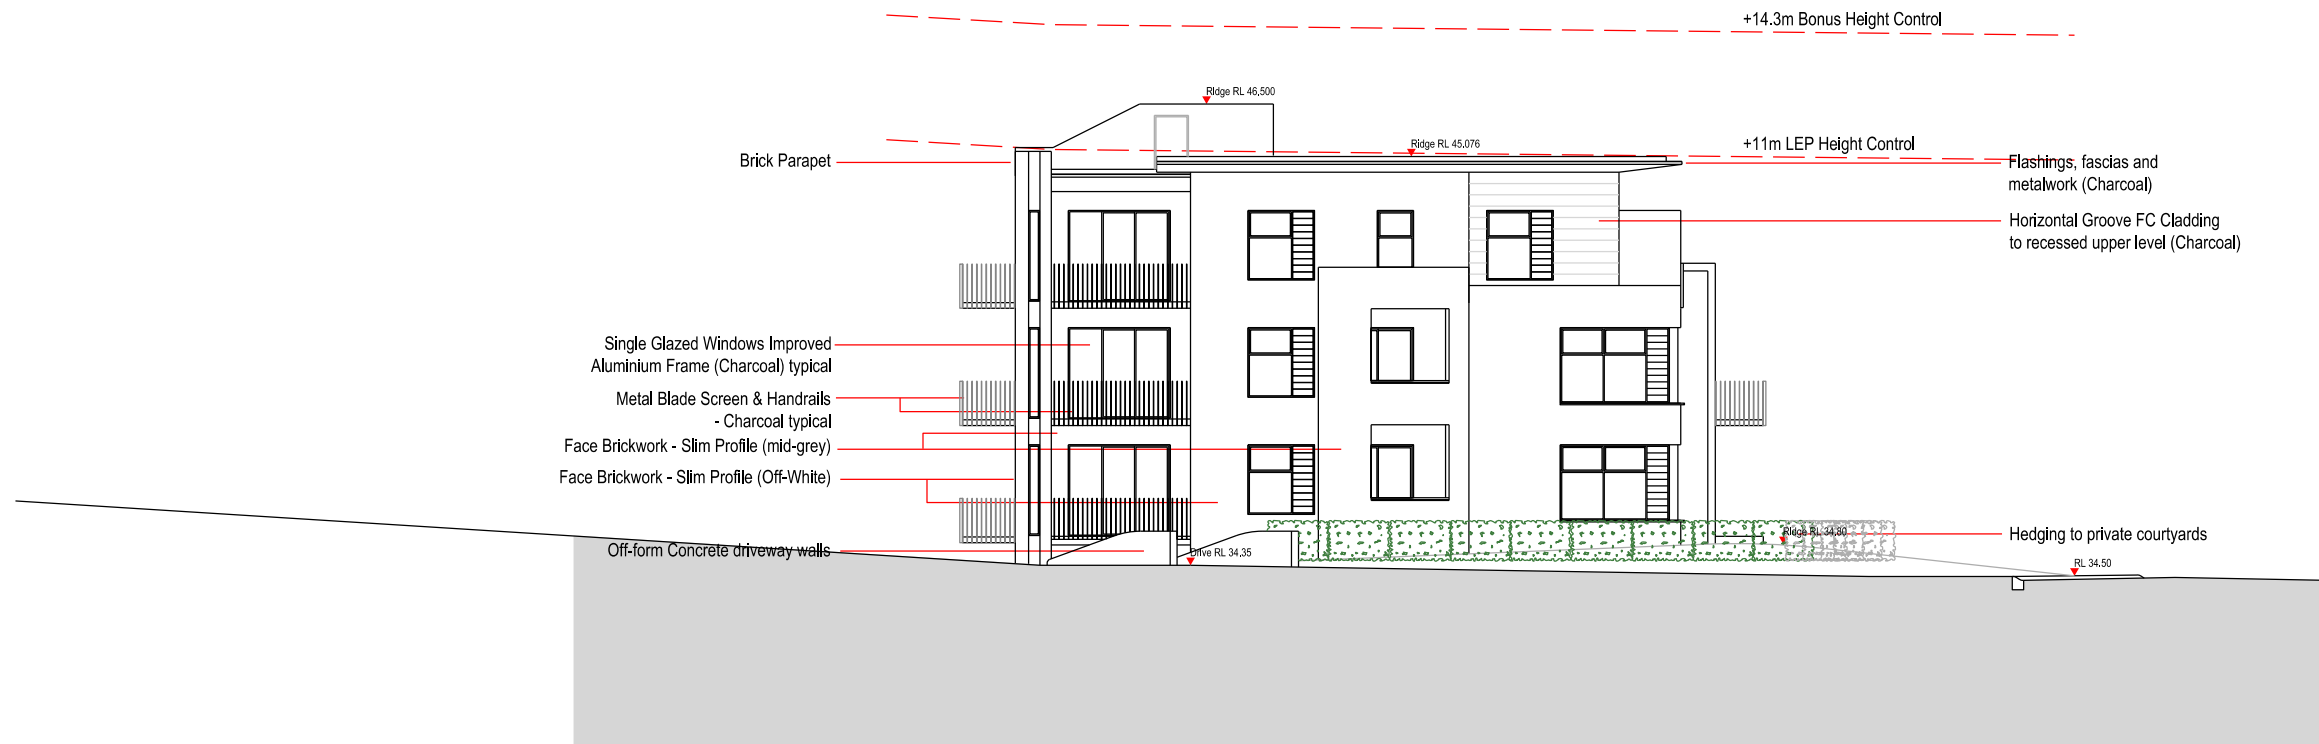 +14.3m Bonus Height Control
Ridge RL 46.500
Ridge RL 45.076
+11m LEP Height Control
Brick Parapet
Flashings, fascias and
metalwork (Charcoal)
Horizontal Groove FC Cladding
to recessed upper level (Charcoal)
Single Glazed Windows Improved
Aluminium Frame (Charcoal) typical
Metal Blade Screen & Handrails
- Charcoal typical
Face Brickwork - Slim Profile (mid-grey)
Face Brickwork - Slim Profile (Off-White)
Off-form Concrete driveway walls
Drive RL 34.35
Ridge RL 34.80
Hedging to private courtyards
RL 34.50